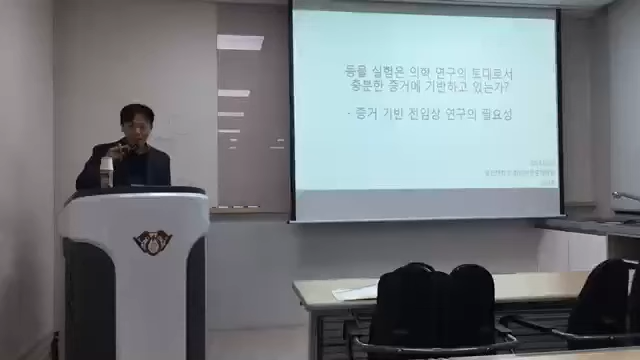 동물 실험은 의학 연구의 토대로서
충분한 증거에 기반하고 있는가?
- 증거 기반 전임상 연구의 필요성